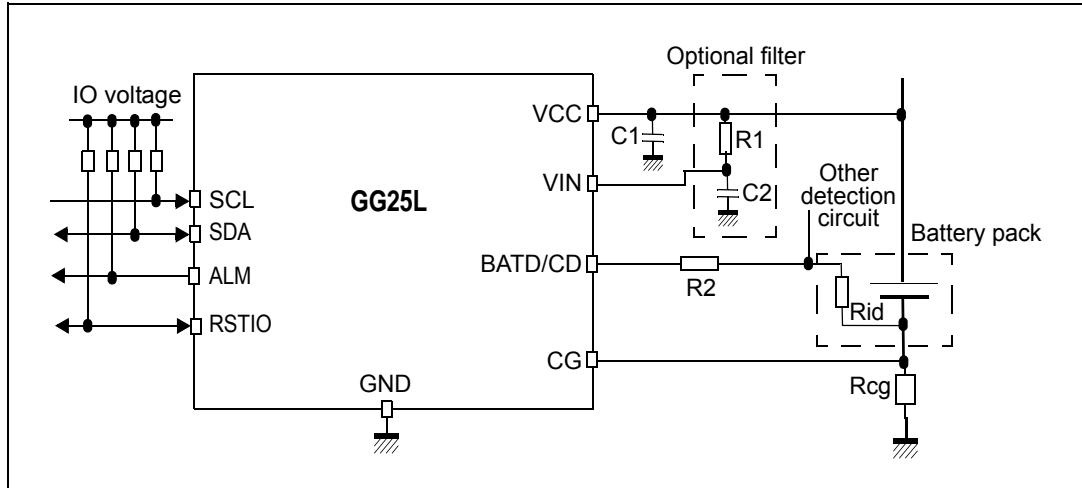 Optional filter
IO voltage
VCC
C1
R1
VIN
C2
Other
detection
circuit
SCL
GG25L
SDA
Battery pack
BATD/CD
ALM
R2
Rid
RSTIO
CG
GND
Rcg